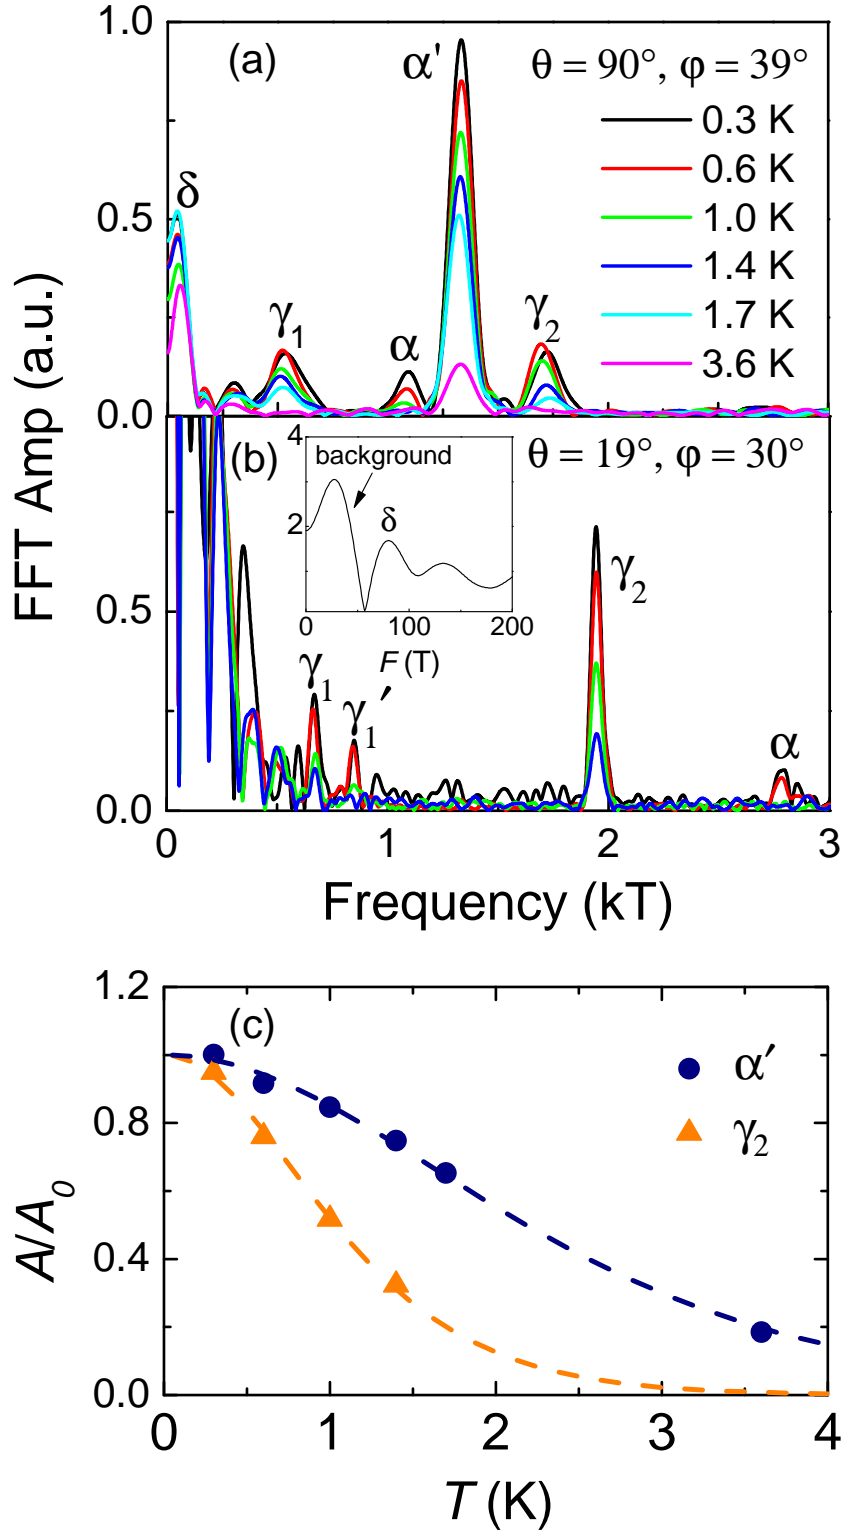 1.0
(a)
α'
θ = 90°, φ = 39°
0.3 K
0.6 K
1.0 K
1.4 K
1.7 K
3.6 K
δ
0.5
γ1
α
γ2
0.0
FFT Amp (a.u.)
(b)
4
background
2
δ
0 100 200
F (T)
θ = 19°, φ = 30°
0.5
γ2
γ1
γ1′
α
0.0
0 1 2 3
Frequency (kT)
1.2
(c)
α′
γ2
0.8
A/A0
0.4
0.0
0 1 2 3 4
T (K)